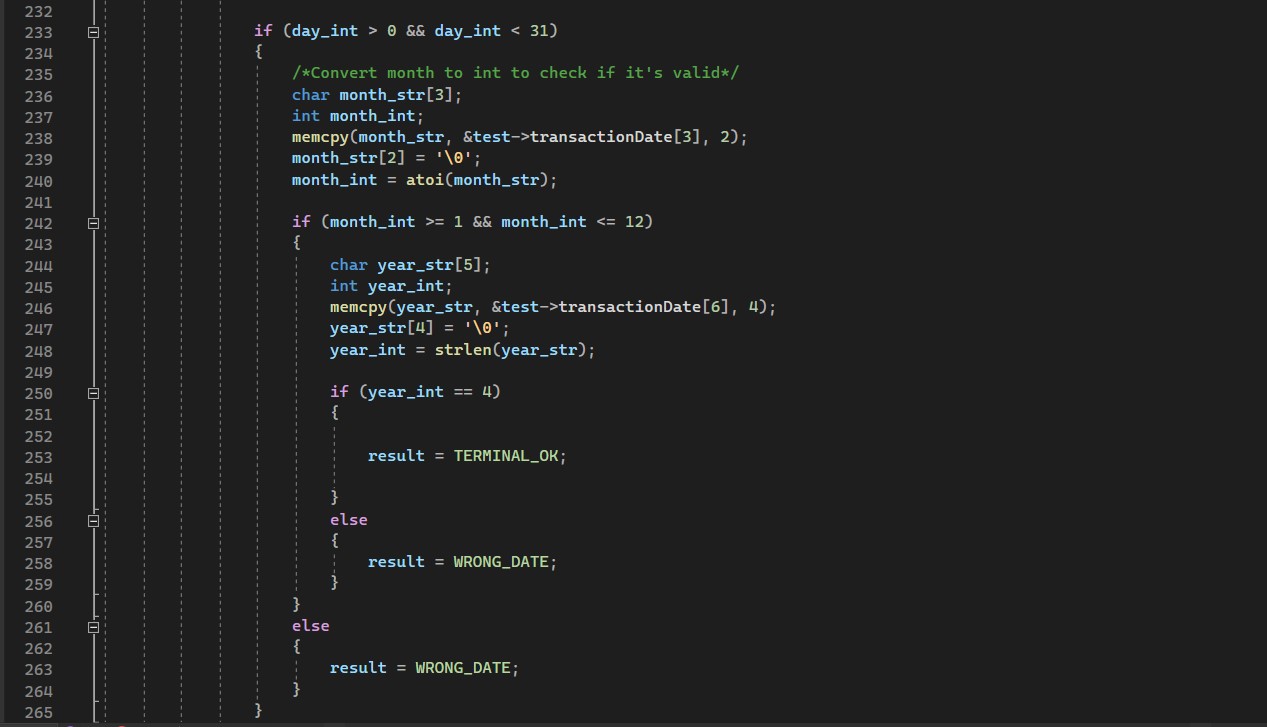 232
233 if (day_int > 0 && day_int < 31)
234 {
235 /*Convert month to int to check if it's valid*/
236 char month_str[3];
237 int month_int;
238 memcpy(month_str, &test->transactionDate[3], 2);
239 month_str[2] = '\0';
240 month_int = atoi(month_str);
241
242 if (month_int >= 1 && month_int <= 12)
243 {
244 char year_str[5];
245 int year_int;
246 memcpy(year_str, &test->transactionDate[6], 4);
247 year_str[4] = '\0';
248 year_int = strlen(year_str);
249
250 if (year_int == 4)
251 {
252
253 result = TERMINAL_OK;
254
255 }
256 else
257 {
258 result = WRONG_DATE;
259 }
260 }
261 else
262 {
263 result = WRONG_DATE;
264 }
265 }